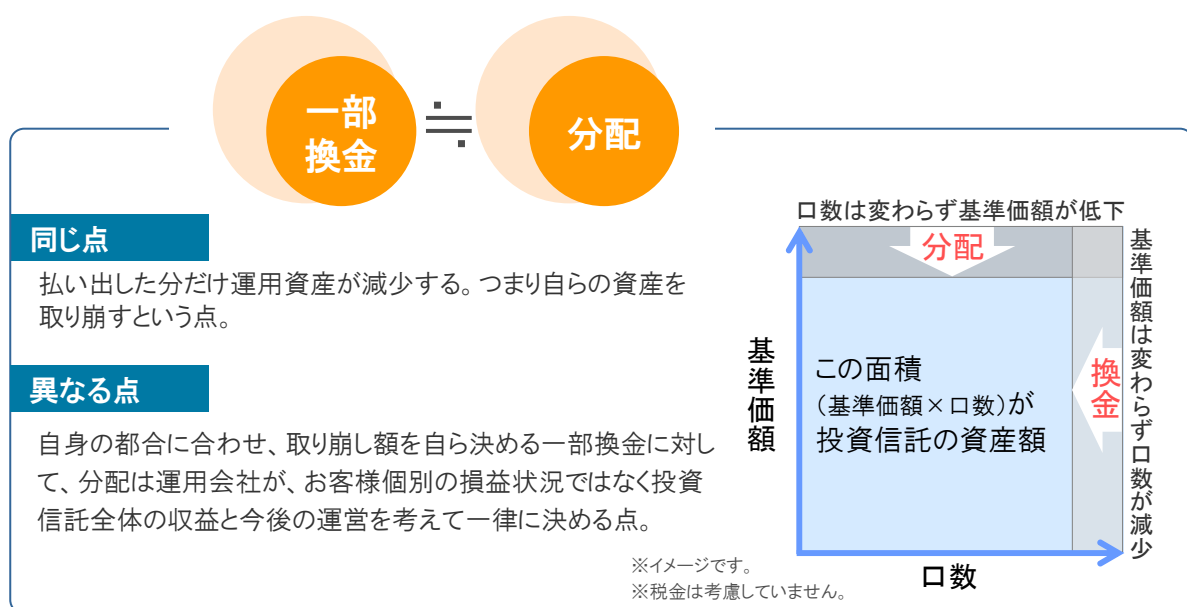 一部
換金
≒
分配
同じ点
払い出した分だけ運用資産が減少する。つまり自らの資産を
取り崩すという点。
異なる点
自身の都合に合わせ、取り崩し額を自ら決める一部換金に対し
て、分配は運用会社が、お客様個別の損益状況ではなく投資
信託全体の収益と今後の運営を考えて一律に決める点。
口数は変わらず基準価額が低下
分配
基準価額は変わらず口数が減少
換金
基準価額
この面積
（基準価額×口数）が
投資信託の資産額
口数
※イメージです。
※税金は考慮していません。